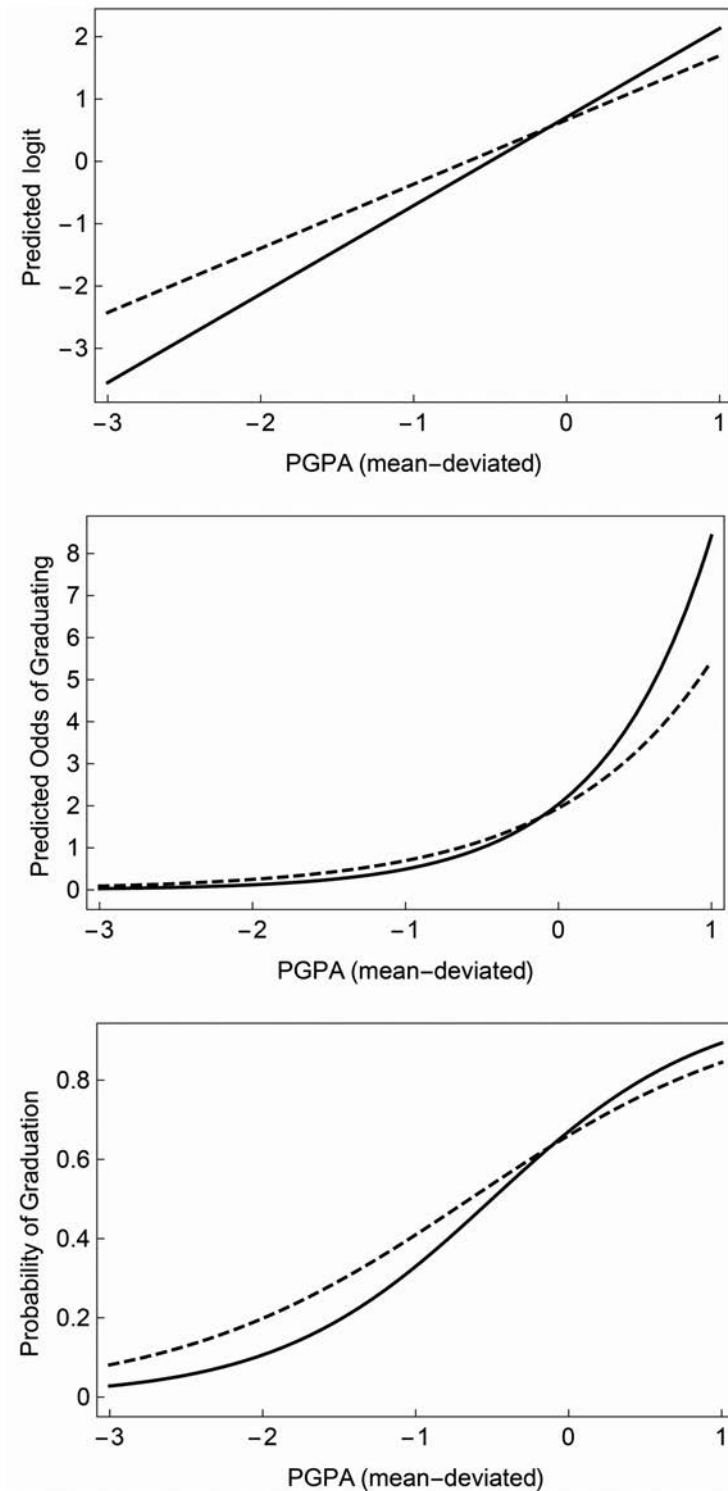 2
1
0
−1
−2
−3
Predicted logit
−3 −2 −1 0 1
PGPA (mean−deviated)
8
7
6
5
4
3
2
1
0
Predicted Odds of Graduating
−3 −2 −1 0 1
PGPA (mean−deviated)
0.8
0.6
0.4
0.2
0
Probability of Graduation
−3 −2 −1 0 1
PGPA (mean−deviated)